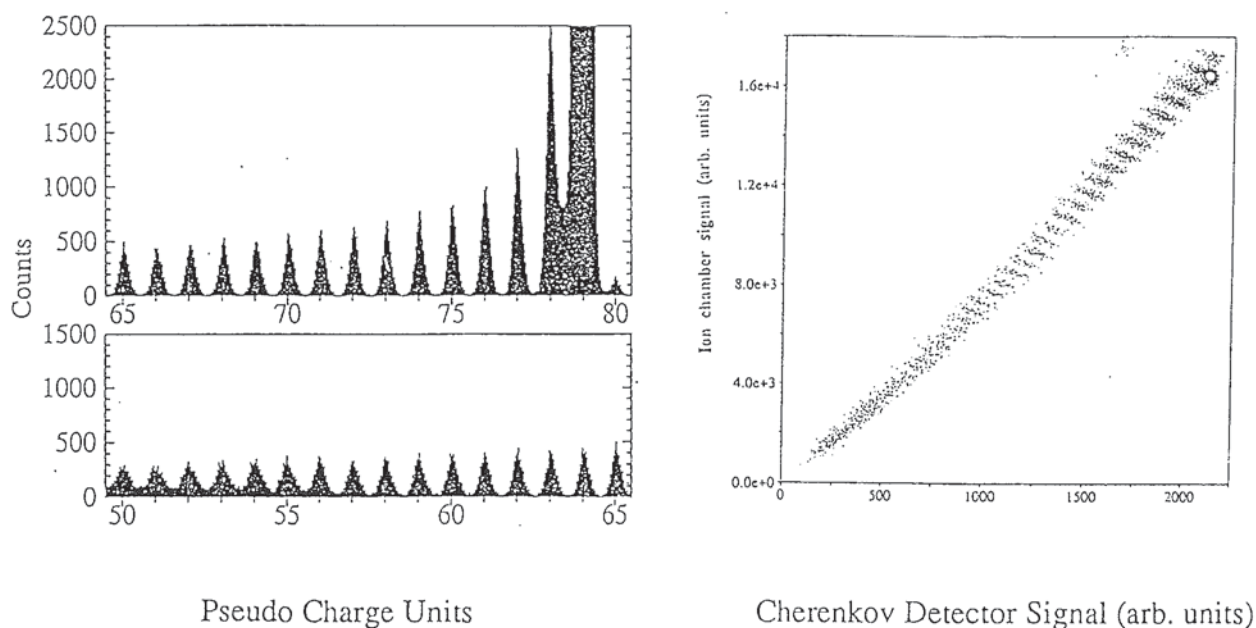 2500
2000
1500
1000
500
0
65 70 75 80
1500
1000
500
0
50 55 60 65
Counts
Pseudo Charge Units
1.6e+4
1.2e+4
8.0e+3
4.0e+3
0.0e+0
0 500 1000 1500 2000
Ion chamber signal (arb. units)
Cherenkov Detector Signal (arb. units)